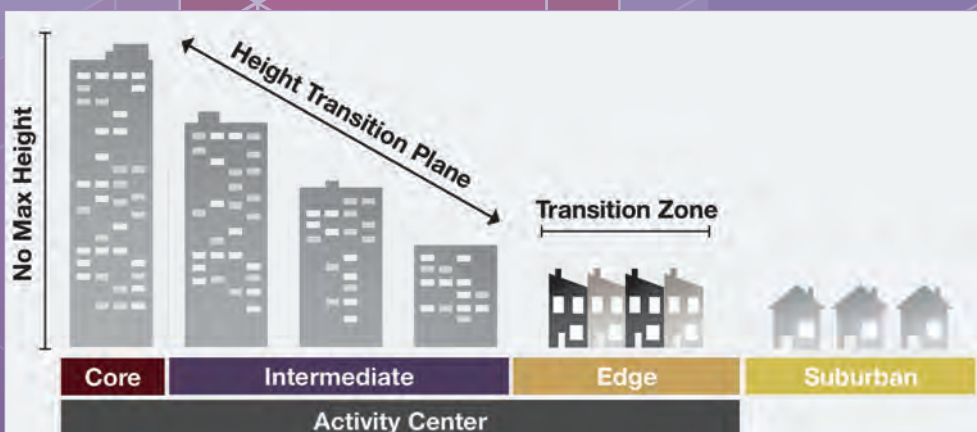 No Max Height
Height Transition Plane
Transition Zone
Core
Intermediate
Edge
Suburban
Activity Center